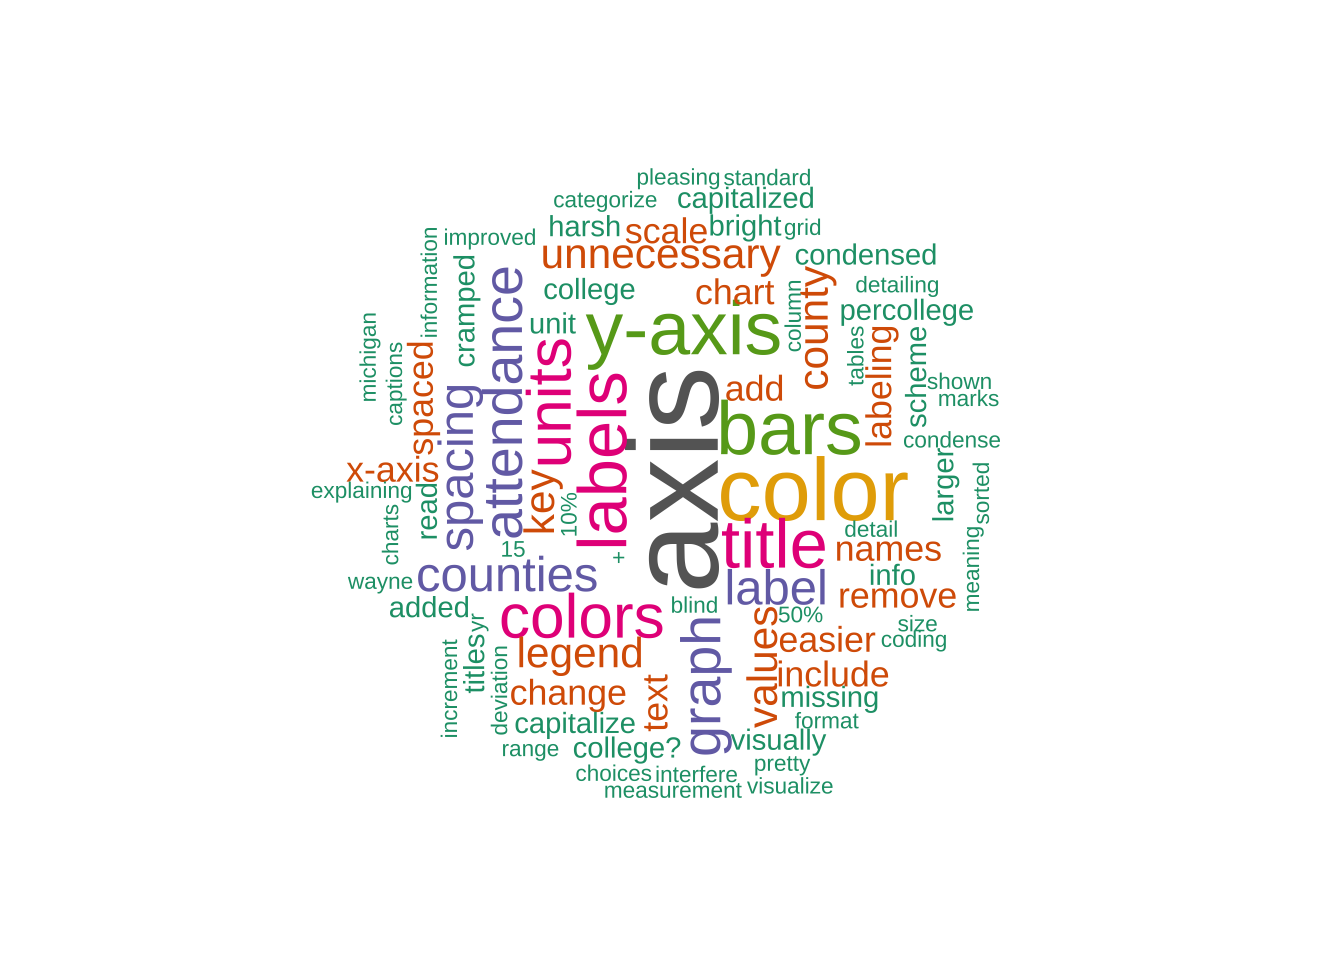 pleasing
standard
categorize
capitalized
harsh
scale
bright
grid
improved
unnecessary
condensed
information
cramped
attendance
college
chart
column
county
detailing
percollege
unit
y-axis
michigan
captions
spaced
units
labels
axis
add
tables
labeling
scheme
shown
marks
spacing
bars
condense
x-axis
explaining
read
key
10%
color
larger
sorted
charts
15
+
title
detail
names
meaning
wayne
counties
label
info
remove
added
yr
colors
blind
50%
size
coding
increment
titles
deviation
legend
graph
values
easier
change
text
include
missing
capitalize
format
range
college?
visually
choices
interfere
pretty
measurement
visualize